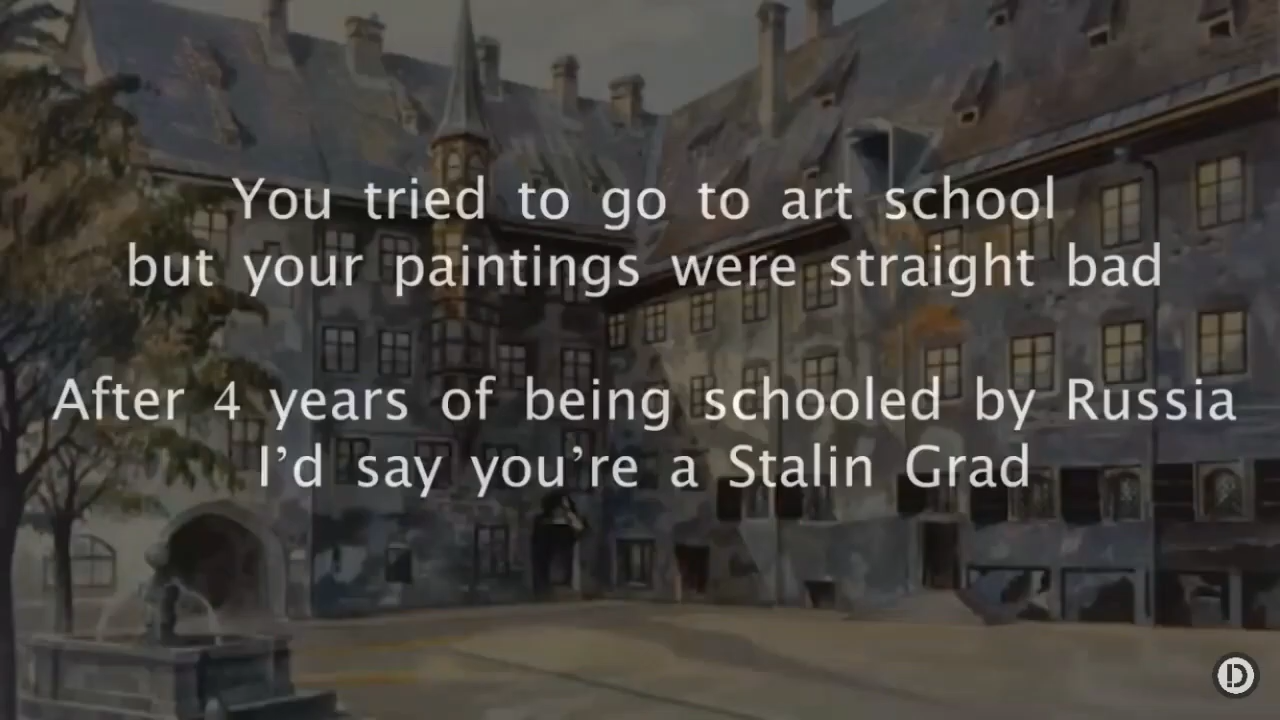 You tried to go to art school
but your paintings were straight bad
After 4 years of being schooled by Russia
I’d say you’re a Stalin Grad